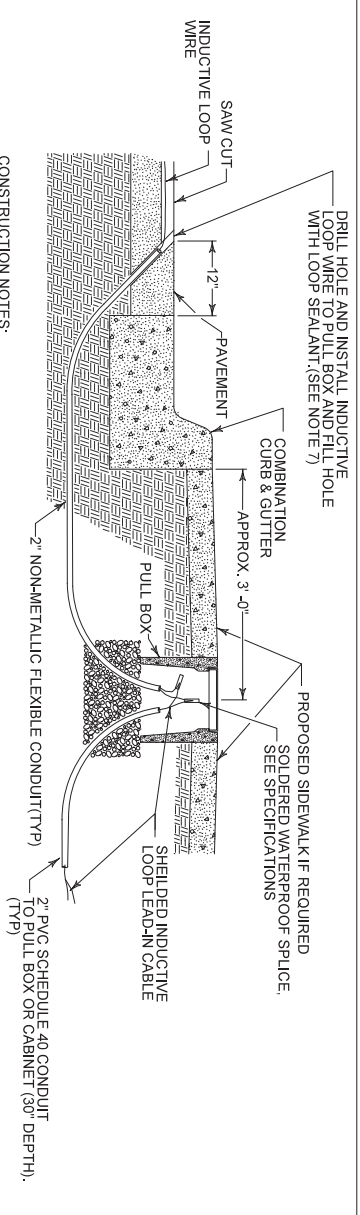 DRILL HOLE AND INSTALL INDUCTIVE
LOOP WIRE TO PULL BOX AND FILL HOLE
WITH LOOP SEALANT.(SEE NOTE 7)
SAW CUT
INDUCTIVE LOOP
WIRE
12"
PAVEMENT
COMBINATION
CURB & GUTTER
APPROX. 3'-0"
PROPOSED SIDEWALK IF REQUIRED
SOLDERED WATERPROOF SPLICE,
SEE SPECIFICATIONS
PULL BOX
SHEILDED INDUCTIVE
LOOP LEAD-IN CABLE
2" NON-METALLIC FLEXIBLE CONDUIT(TYP)
2" PVC SCHEDULE 40 CONDUIT
TO PULL BOX OR CABINET (30" DEPTH).
(TYP)
CONSTRUCTION NOTES: